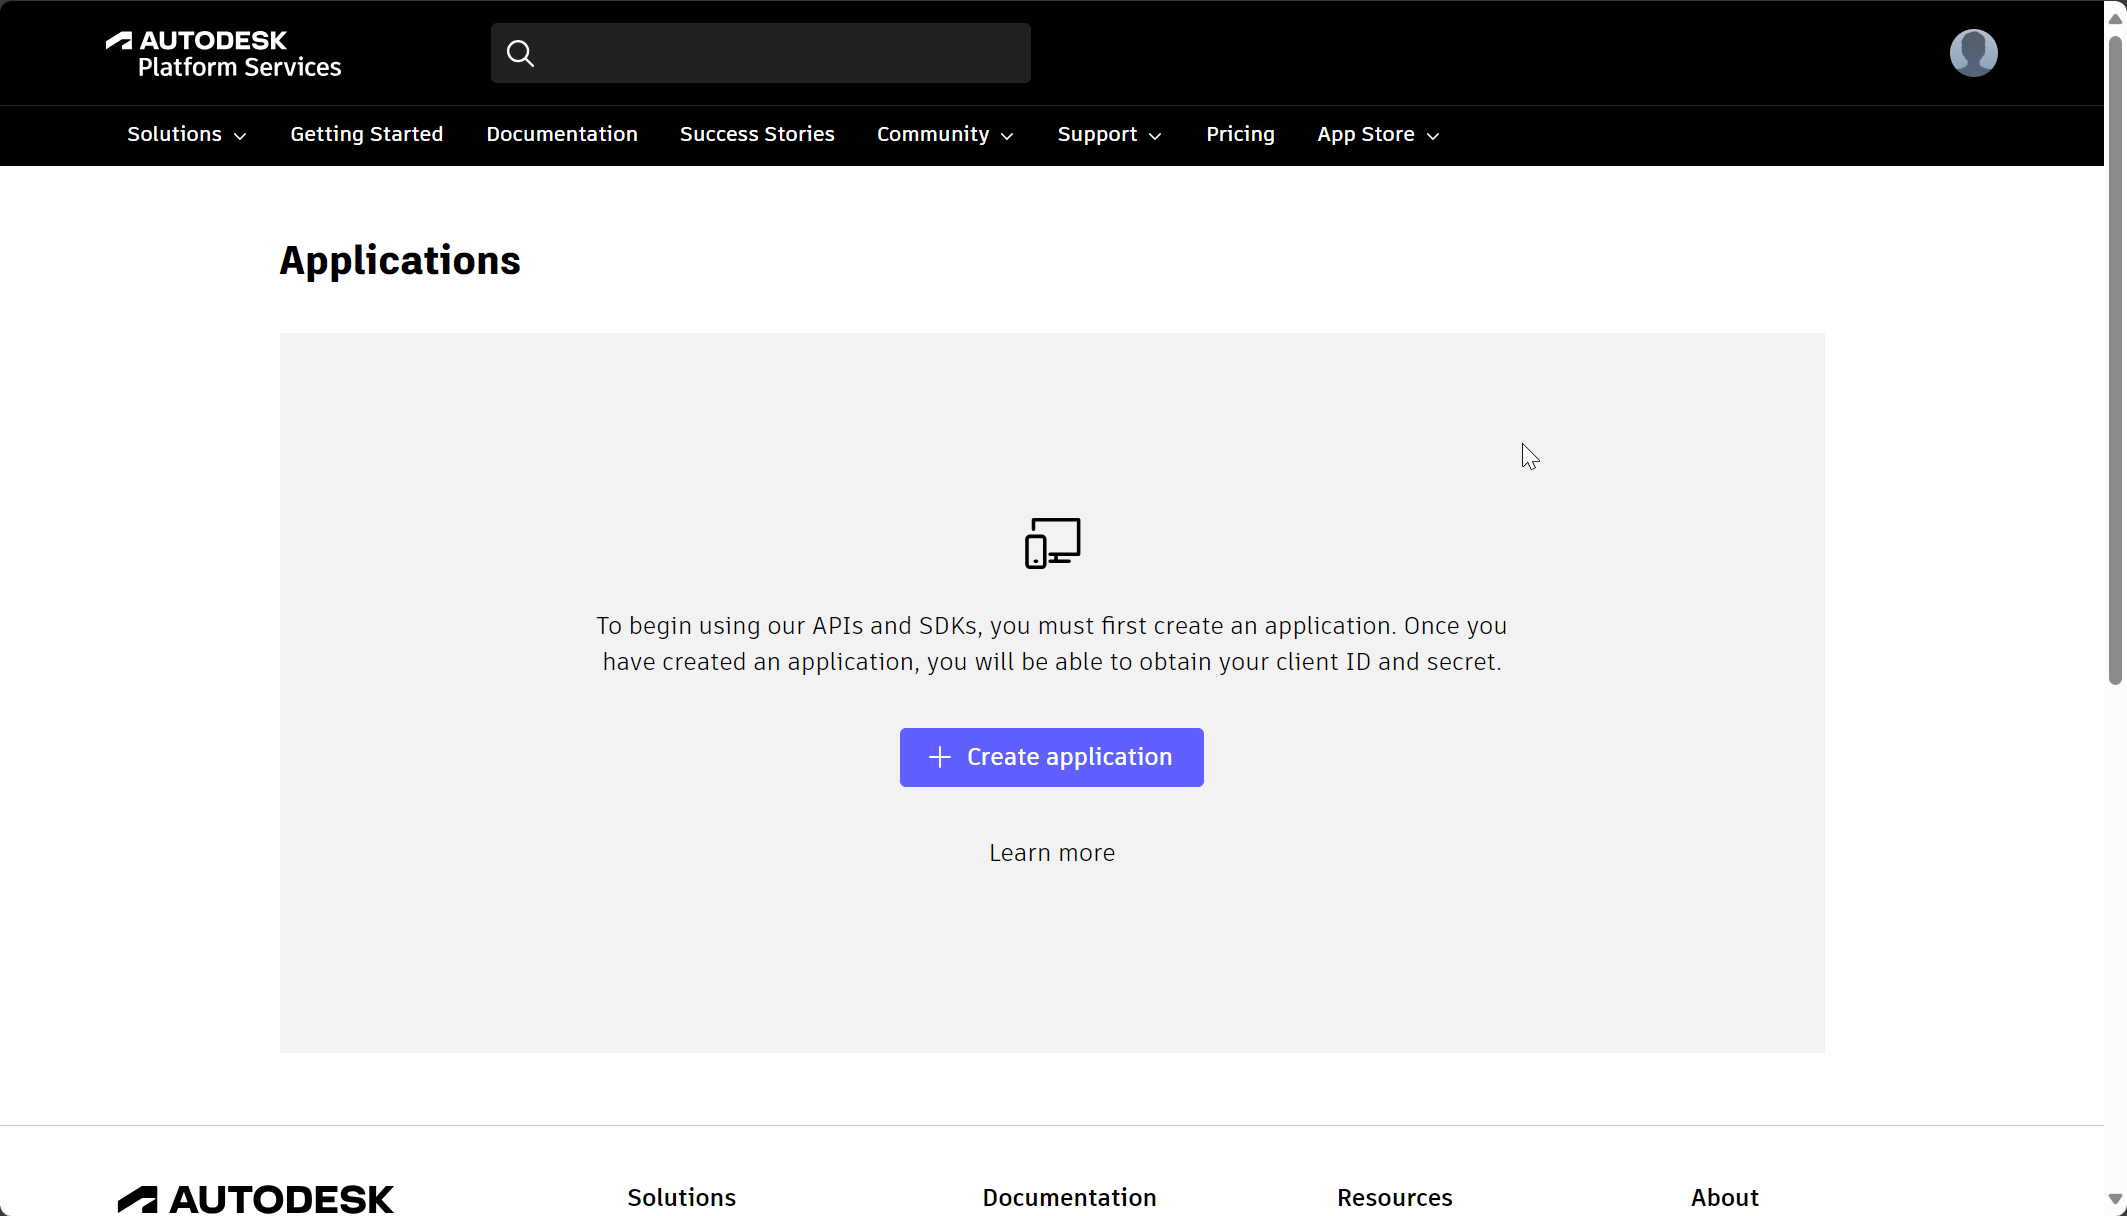 AUTODESK
Platform Services
Solutions Getting Started Documentation Success Stories Community Support Pricing App Store
Applications
To begin using our APIs and SDKs, you must first create an application. Once you
have created an application, you will be able to obtain your client ID and secret.
Create application
Learn more
AUTODESK Solutions Documentation Resources About